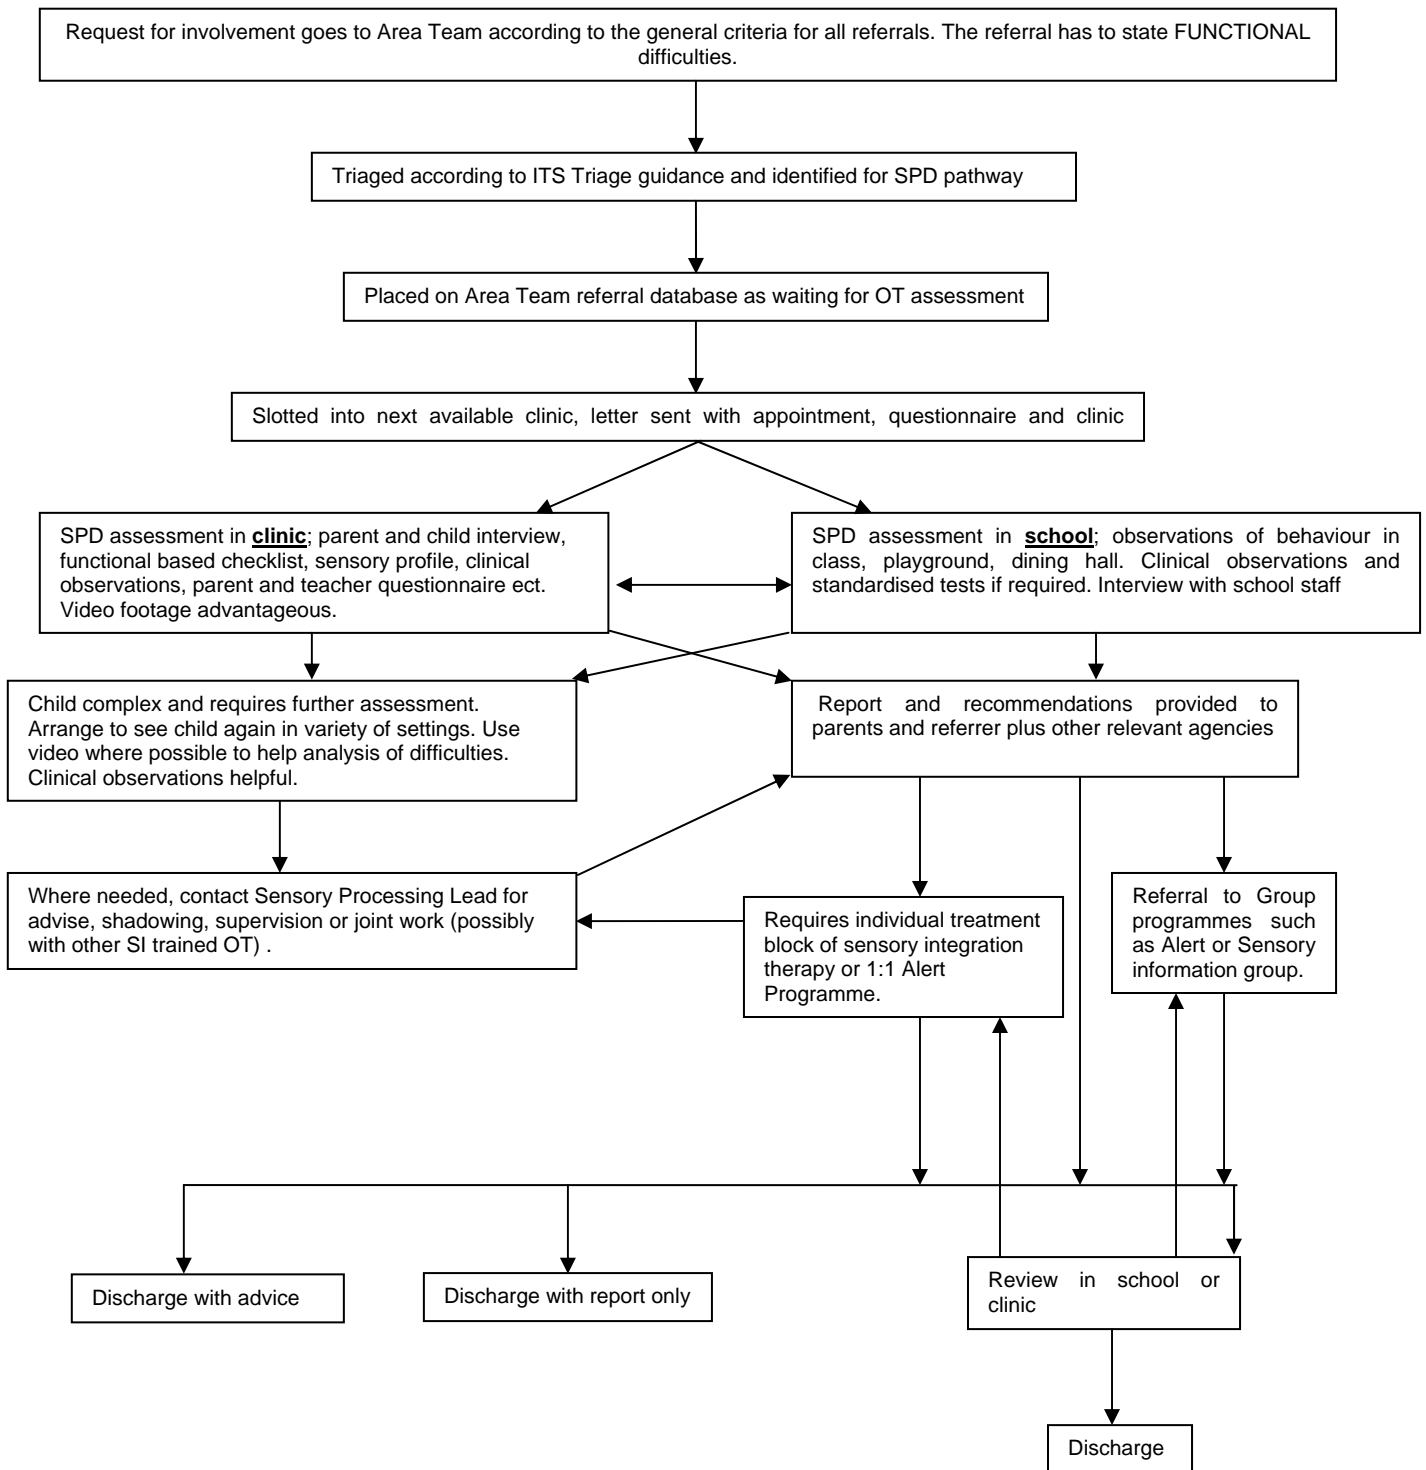 Request for involvement goes to Area Team according to the general criteria for all referrals. The referral has to state FUNCTIONAL
difficulties.
Triaged according to ITS Triage guidance and identified for SPD pathway
Placed on Area Team referral database as waiting for OT assessment
Slotted into next available clinic, letter sent with appointment, questionnaire and clinic
SPD assessment in clinic; parent and child interview,
functional based checklist, sensory profile, clinical
observations, parent and teacher questionnaire ect.
Video footage advantageous.
SPD assessment in school; observations of behaviour in
class, playground, dining hall. Clinical observations and
standardised tests if required. Interview with school staff
Child complex and requires further assessment.
Arrange to see child again in variety of settings. Use
video where possible to help analysis of difficulties.
Clinical observations helpful.
Report and recommendations provided to
parents and referrer plus other relevant agencies
Where needed, contact Sensory Processing Lead for
advise, shadowing, supervision or joint work (possibly
with other SI trained OT) .
Requires individual treatment
block of sensory integration
therapy or 1:1 Alert
Programme.
Referral to Group
programmes such
as Alert or Sensory
information group.
Discharge with advice
Discharge with report only
Review in school or
clinic
Discharge